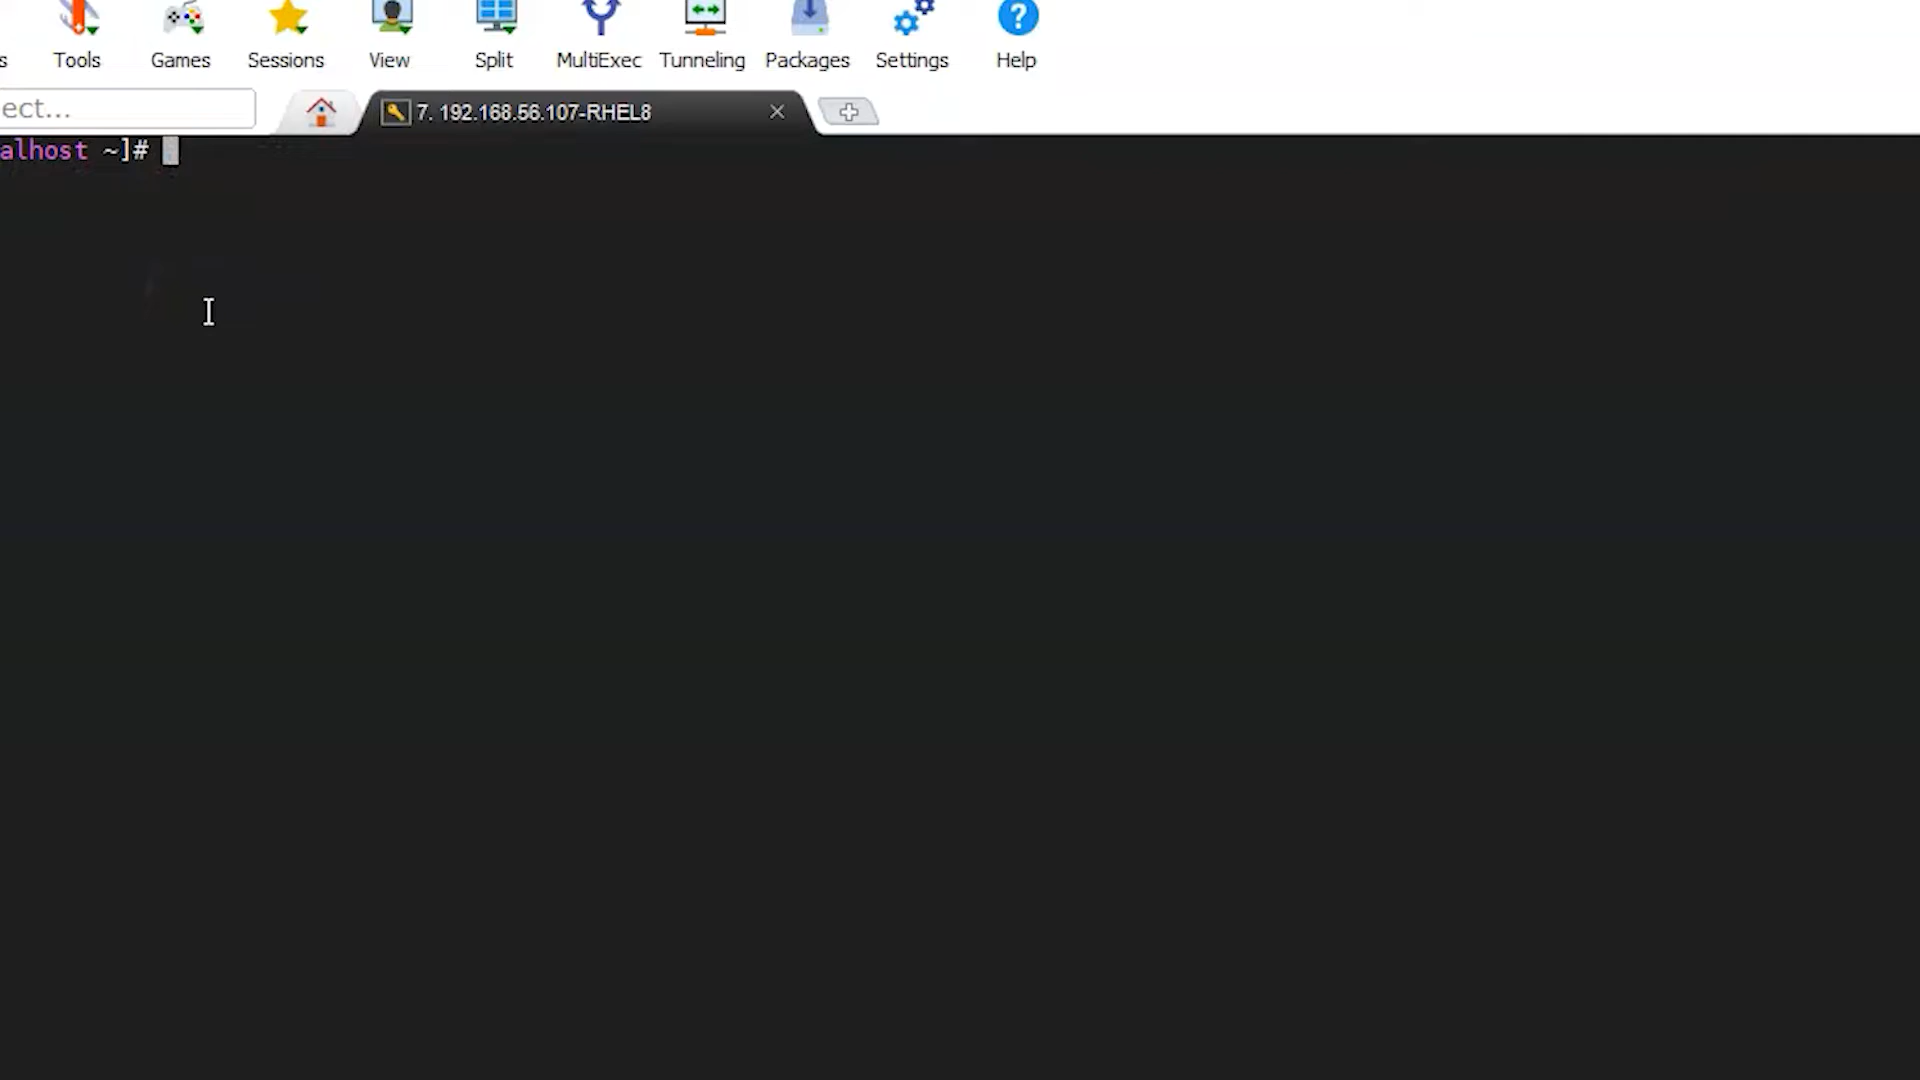 s Tools Games Sessions View Split MultiExec Tunneling Packages Settings Help
ect... 7. 192.168.56.107-RHEL8
alhost ~]#